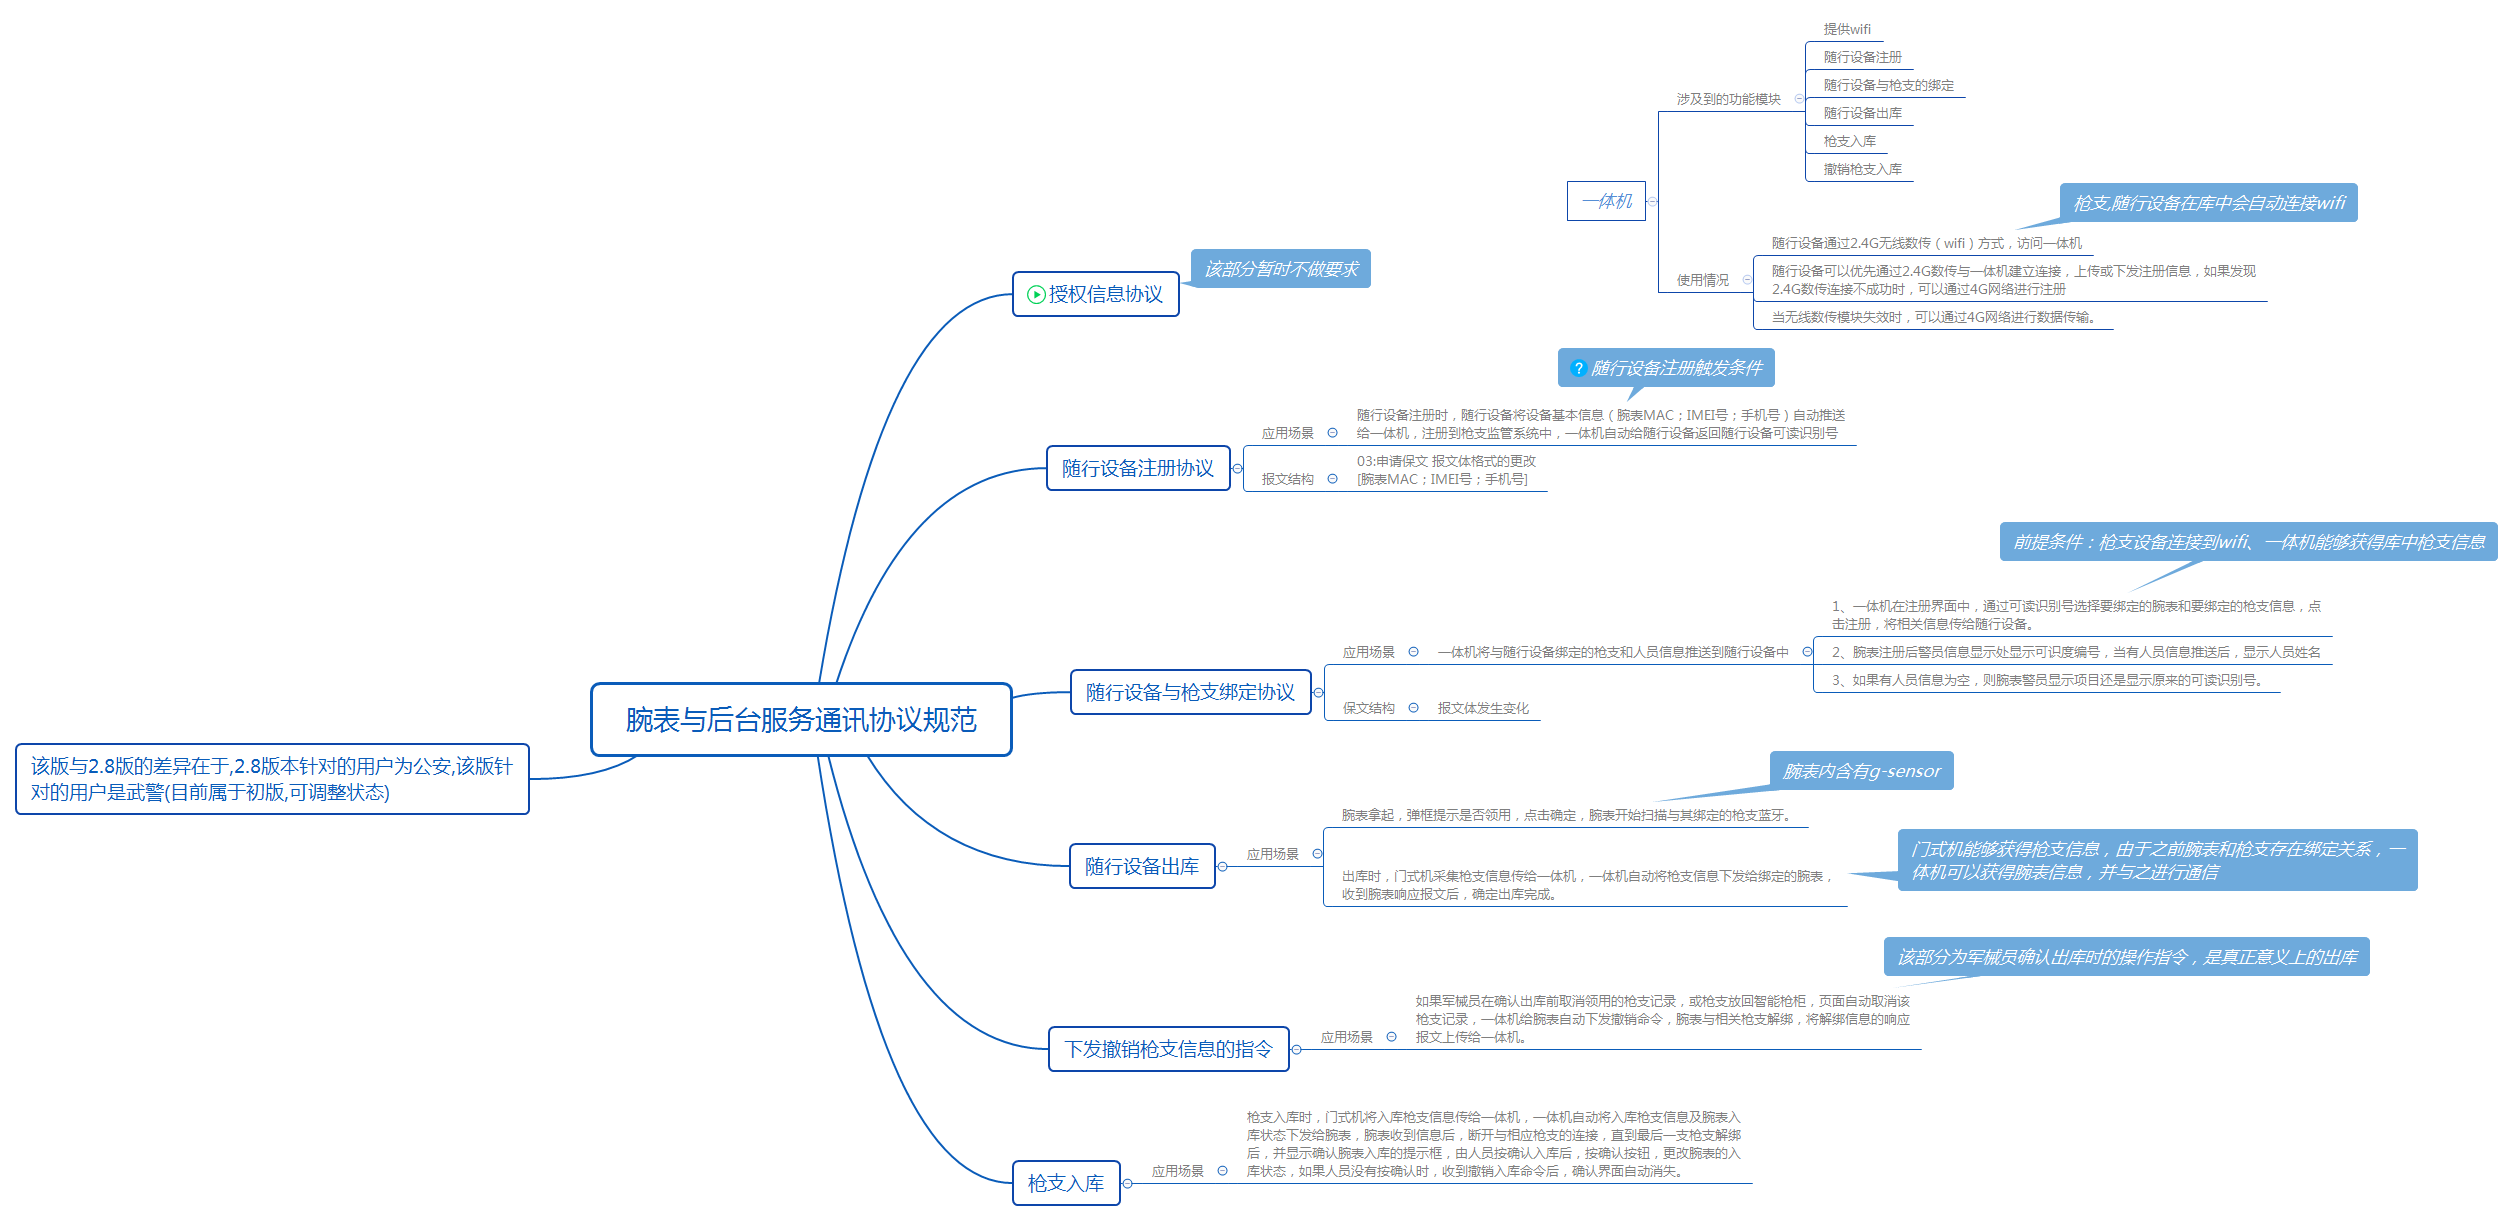 提供wifi
随行设备注册
随行设备与枪支的绑定
涉及到的功能模块
随行设备出库
枪支入库
撤销枪支入库
一体机
枪支,随行设备在库中会自动连接wifi
随行设备通过2.4G无线数传（wifi）方式，访问一体机
使用情况
随行设备可以优先通过2.4G数传与一体机建立连接，上传或下发注册信息，如果发现
2.4G数传连接不成功时，可以通过4G网络进行注册
当无线数传模块失效时，可以通过4G网络进行数据传输。
授权信息协议
该部分暂时不做要求
随行设备注册触发条件
随行设备注册协议
应用场景
随行设备注册时，随行设备将设备基本信息（腕表MAC；IMEI号；手机号）自动推送
给一体机，注册到枪支监管系统中，一体机自动给随行设备返回随行设备可读识别号
报文结构
03:申请保文 报文体格式的更改
[腕表MAC；IMEI号；手机号]
前提条件：枪支设备连接到wifi、一体机能够获得库中枪支信息
随行设备与枪支绑定协议
应用场景
一体机将与随行设备绑定的枪支和人员信息推送到随行设备中
1、一体机在注册界面中，通过可读识别号选择要绑定的腕表和要绑定的枪支信息，点
击注册，将相关信息传给随行设备。
2、腕表注册后警员信息显示处显示可识度编号，当有人员信息推送后，显示人员姓名
3、如果有人员信息为空，则腕表警员显示项目还是显示原来的可读识别号。
保文结构
报文体发生变化
腕表与后台服务通讯协议规范
该版与2.8版的差异在于,2.8版本针对的用户为公安,该版针
对的用户是武警(目前属于初版,可调整状态)
腕表内含有g-sensor
随行设备出库
应用场景
腕表拿起，弹框提示是否领用，点击确定，腕表开始扫描与其绑定的枪支蓝牙。
出库时，门式机采集枪支信息传给一体机，一体机自动将枪支信息下发给绑定的腕表，
收到腕表响应报文后，确定出库完成。
门式机能够获得枪支信息，由于之前腕表和枪支存在绑定关系，一
体机可以获得腕表信息，并与之进行通信
该部分为军械员确认出库时的操作指令，是真正意义上的出库
下发撤销枪支信息的指令
应用场景
如果军械员在确认出库前取消领用的枪支记录，或枪支放回智能枪柜，页面自动取消该
枪支记录，一体机给腕表自动下发撤销命令，腕表与相关枪支解绑，将解绑信息的响应
报文上传给一体机。
枪支入库
应用场景
枪支入库时，门式机将入库枪支信息传给一体机，一体机自动将入库枪支信息及腕表入
库状态下发给腕表，腕表收到信息后，断开与相应枪支的连接，直到最后一支枪支解绑
后，并显示确认腕表入库的提示框，由人员按确认入库后，按确认按钮，更改腕表的入
库状态，如果人员没有按确认时，收到撤销入库命令后，确认界面自动消失。